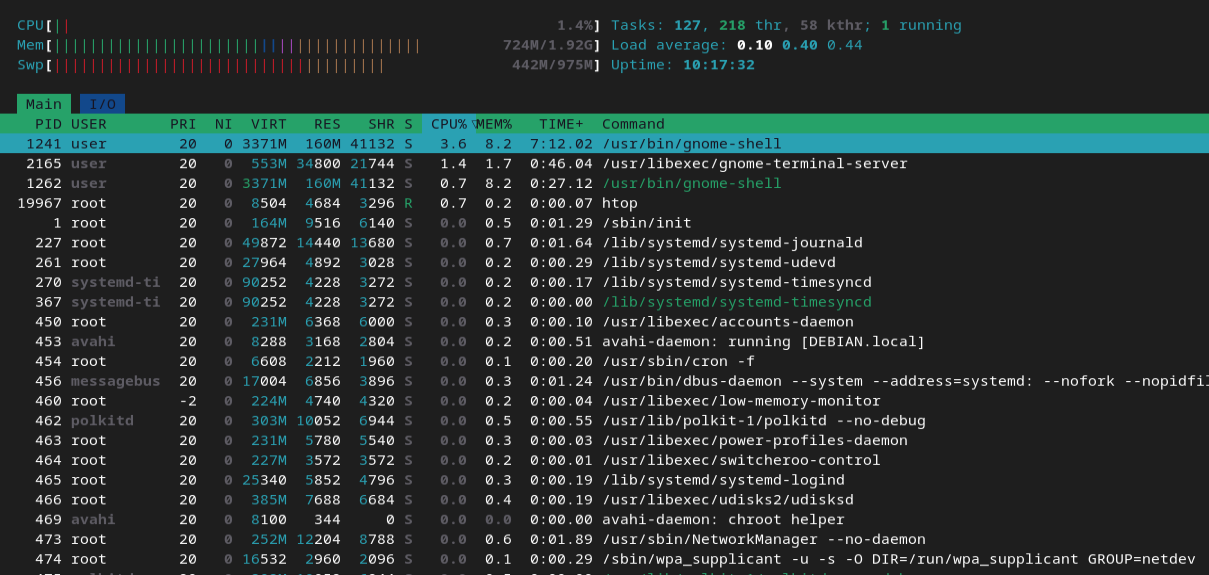 CPU[|| 1.4%] Tasks: 127, 218 thr, 58 kthr; 1 running
Mem[||||||||||||||||||||||||||||||||||||||||| 724M/1.92G] Load average: 0.10 0.40 0.44
Swp[||||||||||||||||||||||||||||||||||||| 442M/975M] Uptime: 10:17:32
Main I/O
PID USER PRI NI VIRT RES SHR S CPU%▽MEM% TIME+ Command
1241 user 20 0 3371M 160M 41132 S 3.6 8.2 7:12.02 /usr/bin/gnome-shell
2165 user 20 0 553M 34800 21744 S 1.4 1.7 0:46.04 /usr/libexec/gnome-terminal-server
1262 user 20 0 3371M 160M 41132 S 0.7 8.2 0:27.12 /usr/bin/gnome-shell
19967 root 20 0 8504 4684 3296 R 0.7 0.2 0:00.07 htop
1 root 20 0 164M 9516 6140 S 0.0 0.5 0:01.29 /sbin/init
227 root 20 0 49872 14440 13680 S 0.0 0.7 0:01.64 /lib/systemd/systemd-journald
261 root 20 0 27964 4892 3028 S 0.0 0.2 0:00.29 /lib/systemd/systemd-udevd
270 systemd-ti 20 0 90252 4228 3272 S 0.0 0.2 0:00.17 /lib/systemd/systemd-timesyncd
367 systemd-ti 20 0 90252 4228 3272 S 0.0 0.2 0:00.00 /lib/systemd/systemd-timesyncd
450 root 20 0 231M 6368 6000 S 0.0 0.3 0:00.10 /usr/libexec/accounts-daemon
453 avahi 20 0 8288 3168 2804 S 0.0 0.2 0:00.51 avahi-daemon: running [DEBIAN.local]
454 root 20 0 6608 2212 1960 S 0.0 0.1 0:00.20 /usr/sbin/cron -f
456 messagebus 20 0 17004 6856 3896 S 0.0 0.3 0:01.24 /usr/bin/dbus-daemon --system --address=systemd: --nofork --nopidfil
460 root -2 0 224M 4740 4320 S 0.0 0.2 0:00.04 /usr/libexec/low-memory-monitor
462 polkitd 20 0 303M 10052 6944 S 0.0 0.5 0:00.55 /usr/lib/polkit-1/polkitd --no-debug
463 root 20 0 231M 5780 5540 S 0.0 0.3 0:00.03 /usr/libexec/power-profiles-daemon
464 root 20 0 227M 3572 3572 S 0.0 0.2 0:00.01 /usr/libexec/switcheroo-control
465 root 20 0 25340 5852 4796 S 0.0 0.3 0:00.19 /lib/systemd/systemd-logind
466 root 20 0 385M 7688 6684 S 0.0 0.4 0:00.19 /usr/libexec/udisks2/udisksd
469 avahi 20 0 8100 344 0 S 0.0 0.0 0:00.00 avahi-daemon: chroot helper
473 root 20 0 252M 12204 8788 S 0.0 0.6 0:01.89 /usr/sbin/NetworkManager --no-daemon
474 root 20 0 16532 2960 2096 S 0.0 0.1 0:00.29 /sbin/wpa_supplicant -u -s -O DIR=/run/wpa_supplicant GROUP=netdev